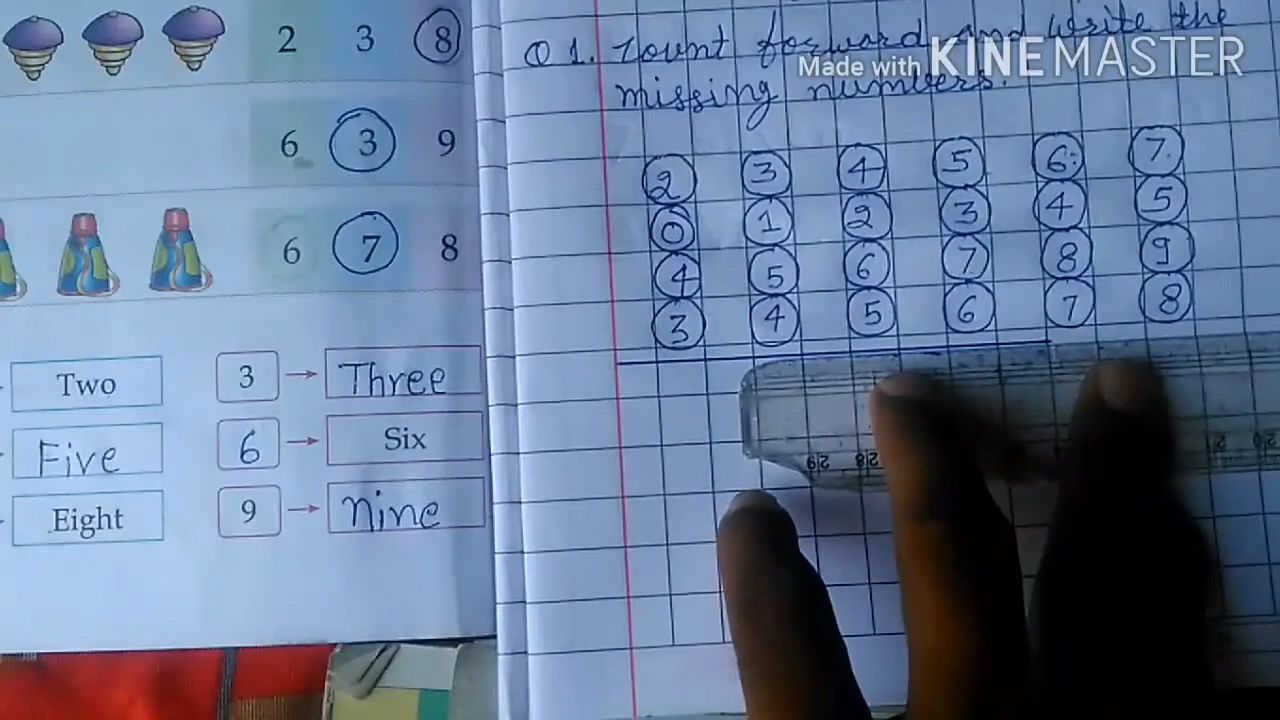 2 3 8
6 3 9
6 7 8
Two 3 → Three
Five 6 → Six
Eight 9 → nine
Q 1. Count forward and write the
missing numbers.
2 3 4 5 6 7
0 1 2 3 4 5
4 5 6 7 8 9
3 4 5 6 7 8
Made with KINEMASTER